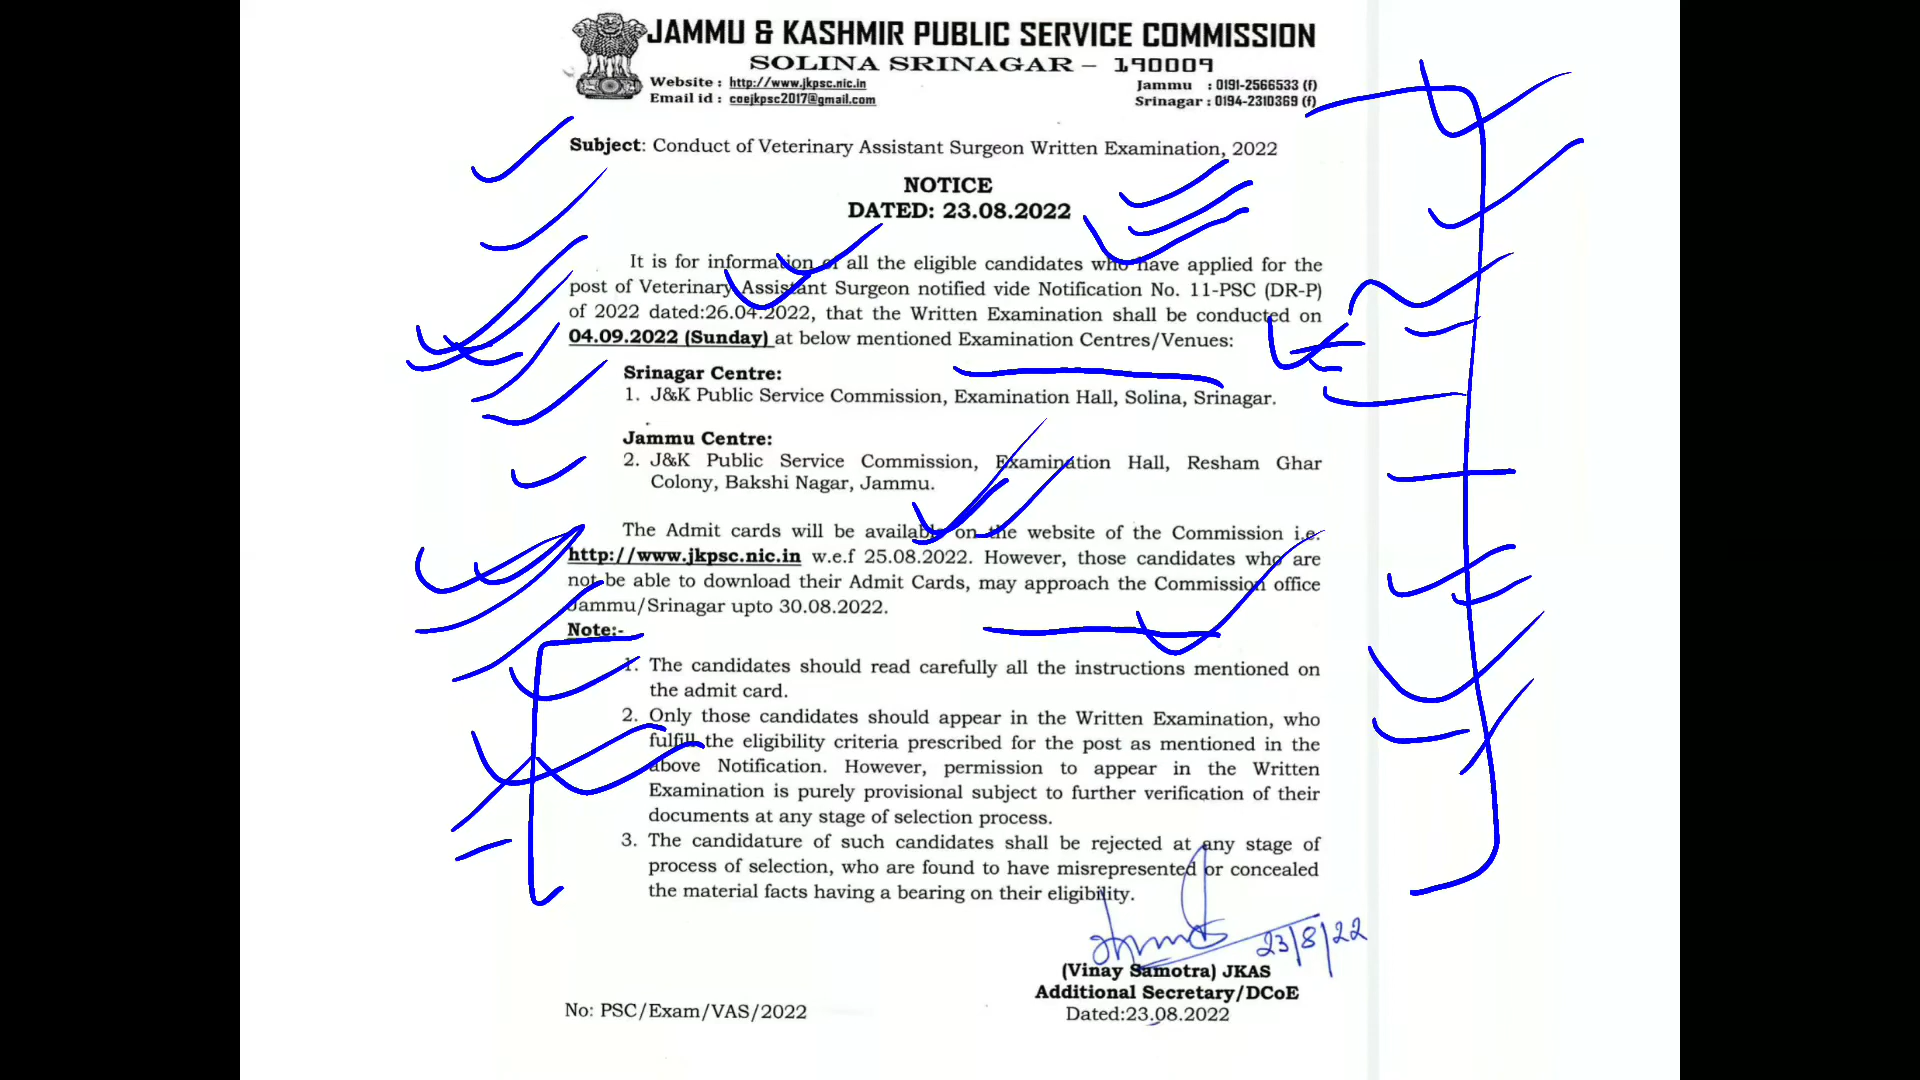 JAMMU & KASHMIR PUBLIC SERVICE COMMISSION
SOLINA SRINAGAR – 190009
Website : http://www.jkpsc.nic.in
Jammu : 0191-2566533 (f)
Email id : coejkpsc2017@gmail.com
Srinagar : 0194-2310369 (f)
Subject: Conduct of Veterinary Assistant Surgeon Written Examination, 2022
NOTICE
DATED: 23.08.2022
It is for information of all the eligible candidates who have applied for the
post of Veterinary Assistant Surgeon notified vide Notification No. 11-PSC (DR-P)
of 2022 dated:26.04.2022, that the Written Examination shall be conducted on
04.09.2022 (Sunday) at below mentioned Examination Centres/Venues:
Srinagar Centre:
1. J&K Public Service Commission, Examination Hall, Solina, Srinagar.
Jammu Centre:
2. J&K Public Service Commission, Examination Hall, Resham Ghar
Colony, Bakshi Nagar, Jammu.
The Admit cards will be available on the website of the Commission i.e.
http://www.jkpsc.nic.in w.e.f 25.08.2022. However, those candidates who are
not be able to download their Admit Cards, may approach the Commission office
Jammu/Srinagar upto 30.08.2022.
Note:-
1. The candidates should read carefully all the instructions mentioned on
the admit card.
2. Only those candidates should appear in the Written Examination, who
fulfill the eligibility criteria prescribed for the post as mentioned in the
above Notification. However, permission to appear in the Written
Examination is purely provisional subject to further verification of their
documents at any stage of selection process.
3. The candidature of such candidates shall be rejected at any stage of
process of selection, who are found to have misrepresented or concealed
the material facts having a bearing on their eligibility.
23/8/22
(Vinay Samotra) JKAS
Additional Secretary/DCoE
Dated:23.08.2022
No: PSC/Exam/VAS/2022